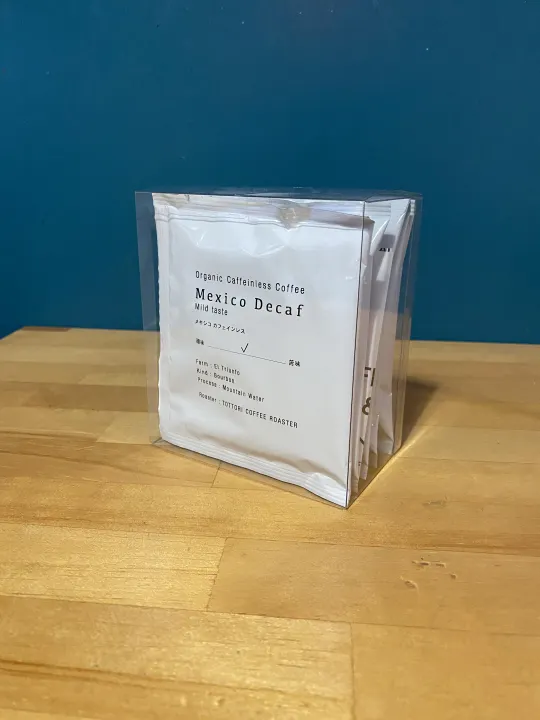 Organic Caffeinless Coffee
Mexico Decaf
Mild taste
メキシコ カフェインレス
酸味 ✓ 苦味
Farm : El Triunfo
Kind : Bourbon
Process : Mountain Water
Roaster : TOTTORI COFFEE ROASTER